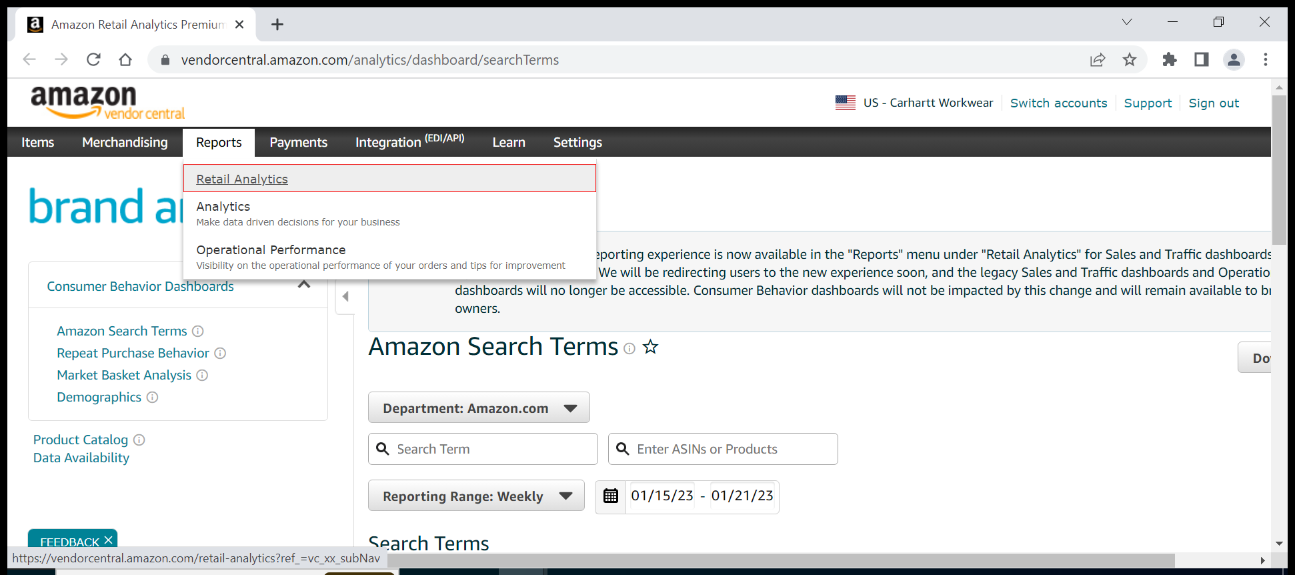 Amazon Retail Analytics Premium
vendorcentral.amazon.com/analytics/dashboard/searchTerms
amazon
vendor central
US - Carhartt Workwear Switch accounts Support Sign out
Items Merchandising Reports Payments Integration (EDI/API) Learn Settings
Retail Analytics
Analytics
Make data driven decisions for your business
Operational Performance
Visibility on the operational performance of your orders and tips for improvement
brand a
eporting experience is now available in the "Reports" menu under "Retail Analytics" for Sales and Traffic dashboards
We will be redirecting users to the new experience soon, and the legacy Sales and Traffic dashboards and Operatio
dashboards will no longer be accessible. Consumer Behavior dashboards will not be impacted by this change and will remain available to b
owners.
Consumer Behavior Dashboards
Amazon Search Terms
Repeat Purchase Behavior
Market Basket Analysis
Demographics
Product Catalog
Data Availability
Amazon Search Terms
Do
Department: Amazon.com
Search Term Enter ASINs or Products
Reporting Range: Weekly 01/15/23 - 01/21/23
Search Terms
FEEDBACK
https://vendorcentral.amazon.com/retail-analytics?ref_=vc_xx_subNav